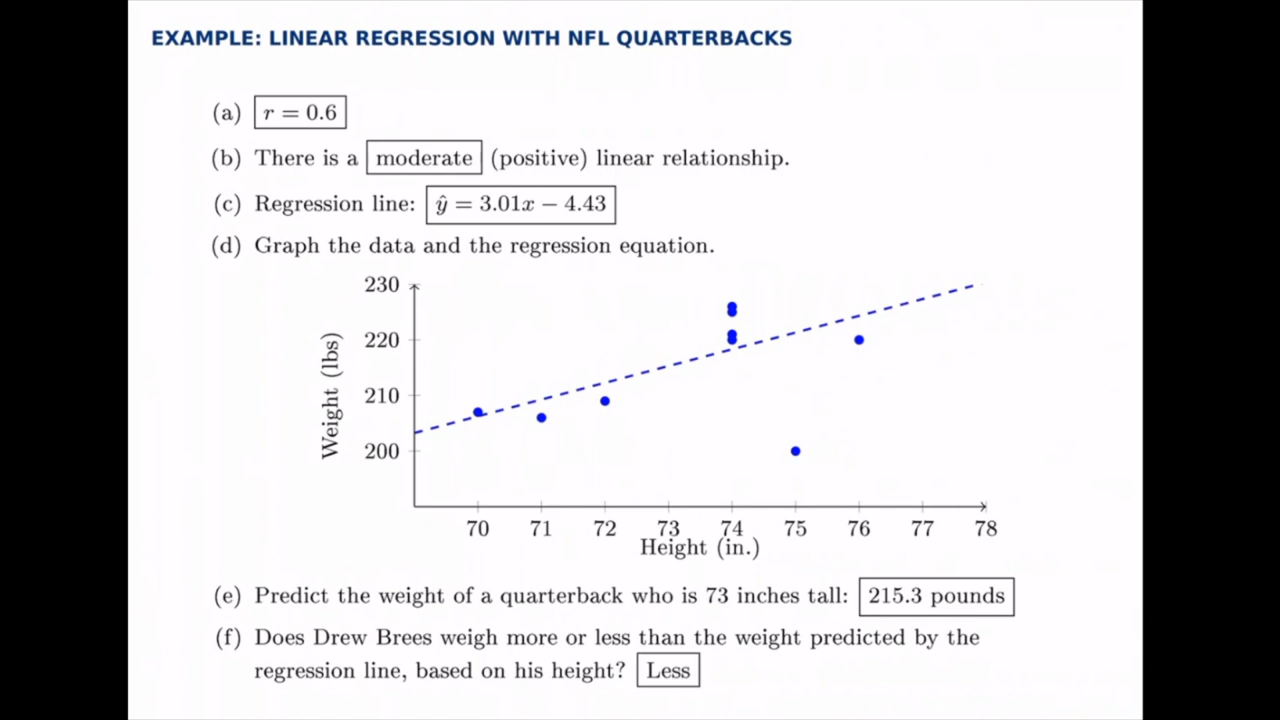 EXAMPLE: LINEAR REGRESSION WITH NFL QUARTERBACKS
(a) r = 0.6
(b) There is a moderate (positive) linear relationship.
(c) Regression line: ŷ = 3.01x − 4.43
(d) Graph the data and the regression equation.
230
220
210
200
Weight (lbs)
70 71 72 73 74 75 76 77 78
Height (in.)
(e) Predict the weight of a quarterback who is 73 inches tall: 215.3 pounds
(f) Does Drew Brees weigh more or less than the weight predicted by the
regression line, based on his height? Less